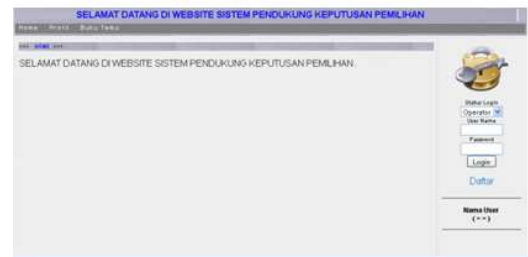 SELAMAT DATANG DI WEBSITE SISTEM PENDUKUNG KEPUTUSAN PEMILIHAN
Home Profil Buku Tamu
>>> HOME <<<
SELAMAT DATANG DI WEBSITE SISTEM PENDUKUNG KEPUTUSAN PEMILIHAN
Status Login
Operator
User Name
Password
Login
Daftar
Nama User